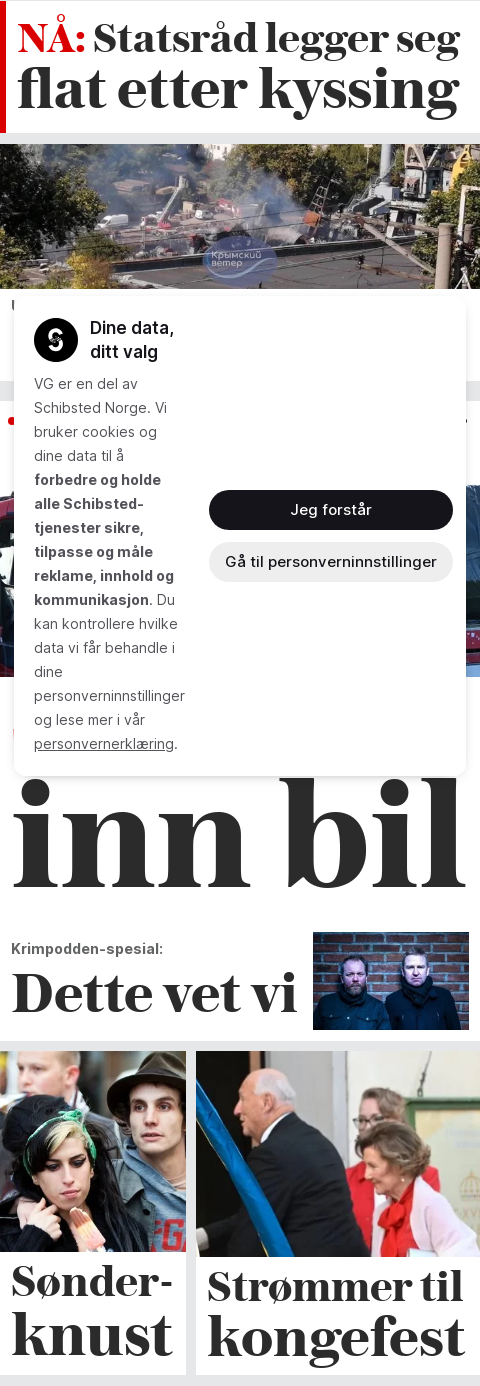 NÅ: Statsråd legger seg
flat etter kyssing
Крымский
ветер
Dine data,
ditt valg
VG er en del av
Schibsted Norge. Vi
bruker cookies og
dine data til å
forbedre og holde
alle Schibsted-
tjenester sikre,
tilpasse og måle
reklame, innhold og
kommunikasjon. Du
kan kontrollere hvilke
data vi får behandle i
dine
personverninnstillinger
og lese mer i vår
personvernerklæring.
Jeg forstår
Gå til personverninnstillinger
inn bil
Krimpodden-spesial:
Dette vet vi
Sønder-
knust
Strømmer til
kongefest